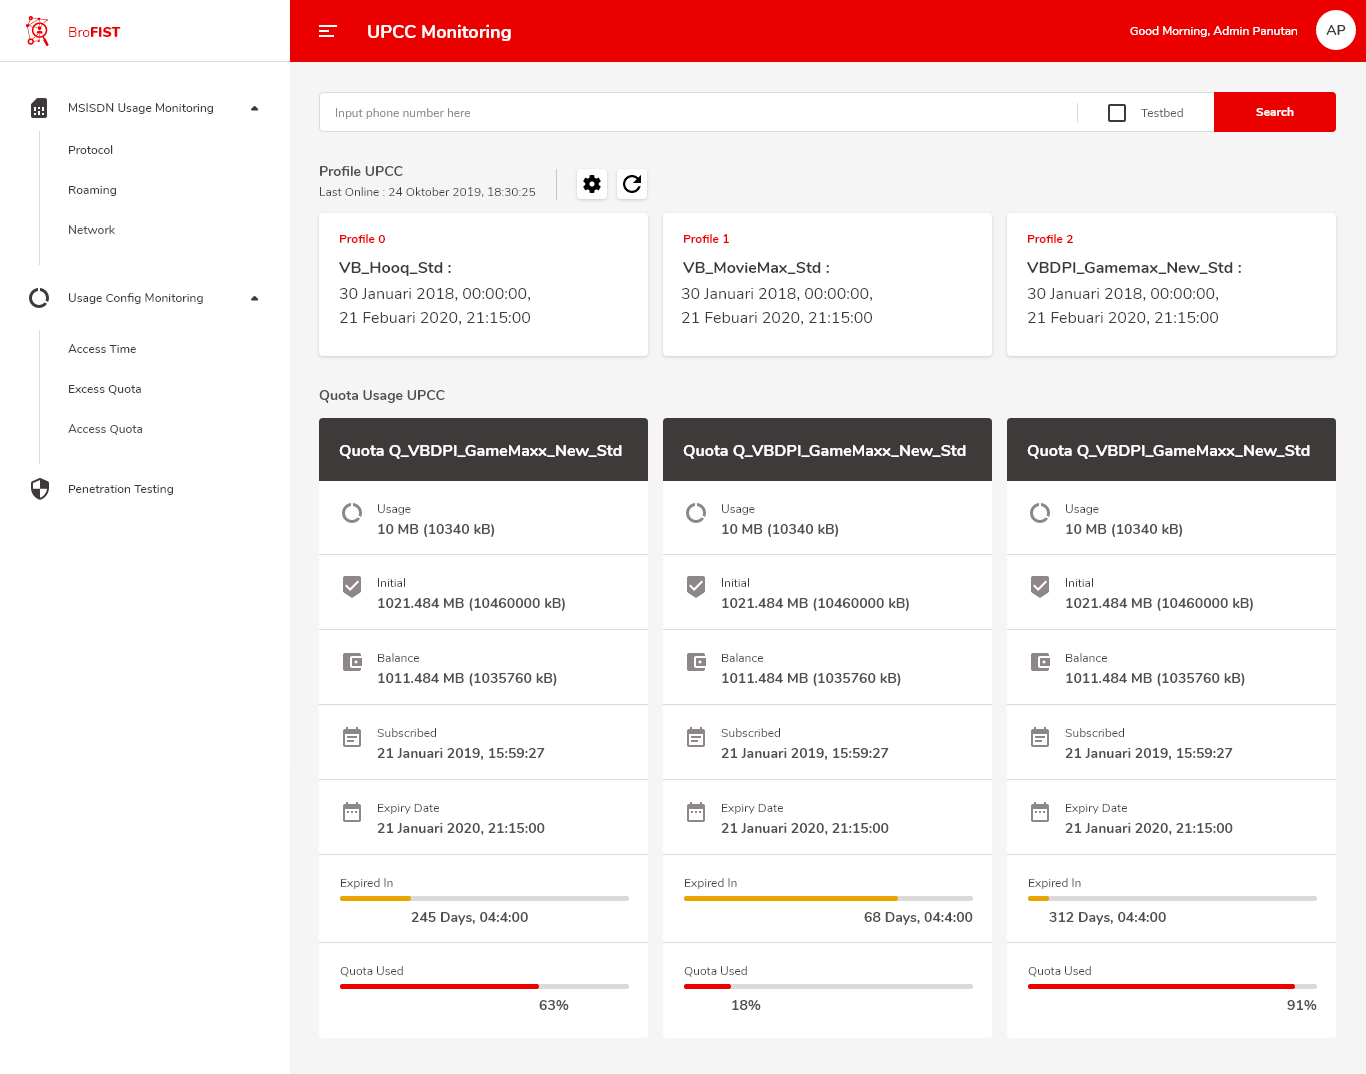 BroFIST
UPCC Monitoring
Good Morning, Admin Panutan
AP
MSISDN Usage Monitoring
Protocol
Roaming
Network
Usage Config Monitoring
Access Time
Excess Quota
Access Quota
Penetration Testing
Input phone number here
Testbed
Search
Profile UPCC
Last Online : 24 Oktober 2019, 18:30:25
Profile 0
VB_Hooq_Std :
30 Januari 2018, 00:00:00,
21 Febuari 2020, 21:15:00
Profile 1
VB_MovieMax_Std :
30 Januari 2018, 00:00:00,
21 Febuari 2020, 21:15:00
Profile 2
VBDPI_Gamemax_New_Std :
30 Januari 2018, 00:00:00,
21 Febuari 2020, 21:15:00
Quota Usage UPCC
Quota Q_VBDPI_GameMaxx_New_Std
Usage
10 MB (10340 kB)
Initial
1021.484 MB (10460000 kB)
Balance
1011.484 MB (1035760 kB)
Subscribed
21 Januari 2019, 15:59:27
Expiry Date
21 Januari 2020, 21:15:00
Expired In
245 Days, 04:4:00
Quota Used
63%
Quota Q_VBDPI_GameMaxx_New_Std
Usage
10 MB (10340 kB)
Initial
1021.484 MB (10460000 kB)
Balance
1011.484 MB (1035760 kB)
Subscribed
21 Januari 2019, 15:59:27
Expiry Date
21 Januari 2020, 21:15:00
Expired In
68 Days, 04:4:00
Quota Used
18%
Quota Q_VBDPI_GameMaxx_New_Std
Usage
10 MB (10340 kB)
Initial
1021.484 MB (10460000 kB)
Balance
1011.484 MB (1035760 kB)
Subscribed
21 Januari 2019, 15:59:27
Expiry Date
21 Januari 2020, 21:15:00
Expired In
312 Days, 04:4:00
Quota Used
91%